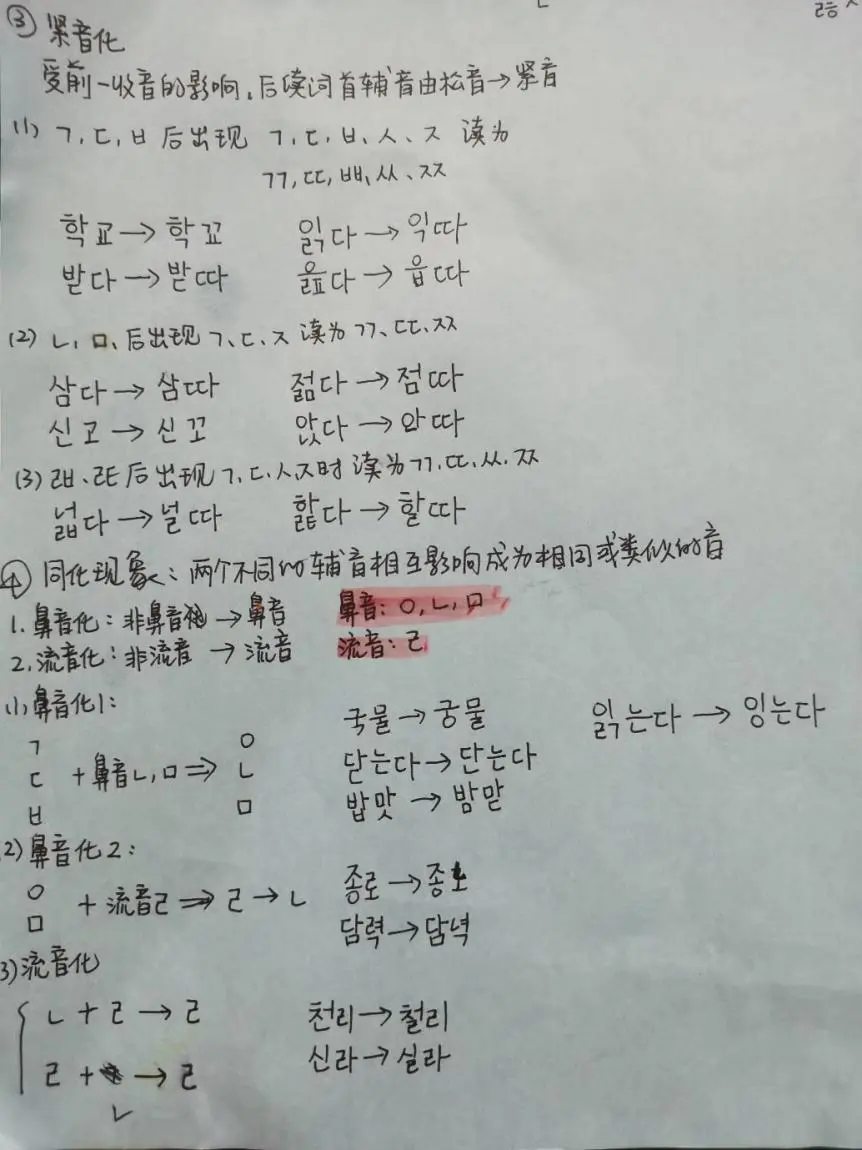 ③ 紧音化
受前一收音的影响,后续词首辅音由松音→紧音
(1) ㄱ,ㄷ,ㅂ 后出现 ㄱ,ㄷ,ㅂ,ㅅ、ㅈ 读为
ㄲ,ㄸ,ㅃ,ㅆ、ㅉ
학교→학꾜 읽다→익따
받다→받따 읊다→읍따
(2) ㄴ,ㅁ、后出现ㄱ、ㄷ、ㅈ 读为 ㄲ、ㄸ、ㅉ
삼다→삼따 젊다→점따
신고→신꼬 앉다→안따
(3) ㄼ、ㄾ后出现ㄱ、ㄷ、ㅅ、ㅈ时 读为ㄲ,ㄸ、ㅆ、ㅉ
넓다→널따 핥다→할따
④ 同化现象:两个不同的辅音相互影响成为相同或类似的音
1.鼻音化:非鼻音→鼻音 鼻音:ㅇ,ㄴ,ㅁ
2.流音化:非流音→流音 流音:ㄹ
(1)鼻音化1:
국물→궁물 읽는다→잉는다
ㄱ ㅇ
ㄷ +鼻音ㄴ,ㅁ⇒ ㄴ 닫는다→단는다
ㅂ ㅁ 밥맛→밤맏
2)鼻音化2:
ㅇ 종로→종노
ㅁ +流音ㄹ⇒ㄹ→ㄴ 담력→담녁
3)流音化
ㄴ+ㄹ→ㄹ 천리→철리
ㄹ+ㄴ→ㄹ 신라→실라